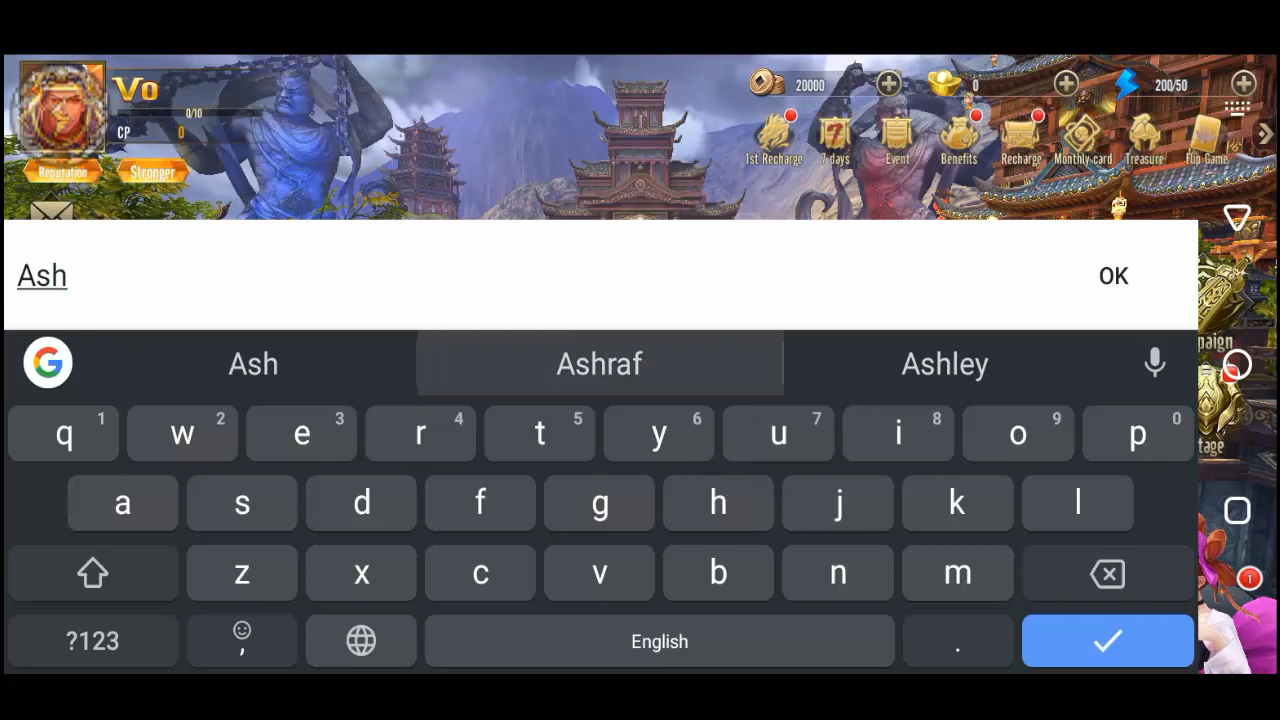 V0
20000
0
200/50
0/10
CP 0
1st Recharge
7 days
Event
Benefits
Recharge
Monthly card
Treasure
Flip Game
Reputation
Stronger
Ash
OK
paign
Ash
Ashraf
Ashley
q 1 w 2 e 3 r 4 t 5 y 6 u 7 i 8 o 9 p 0
tage
a s d f g h j k l
z x c v b n m
1
?123 , English .